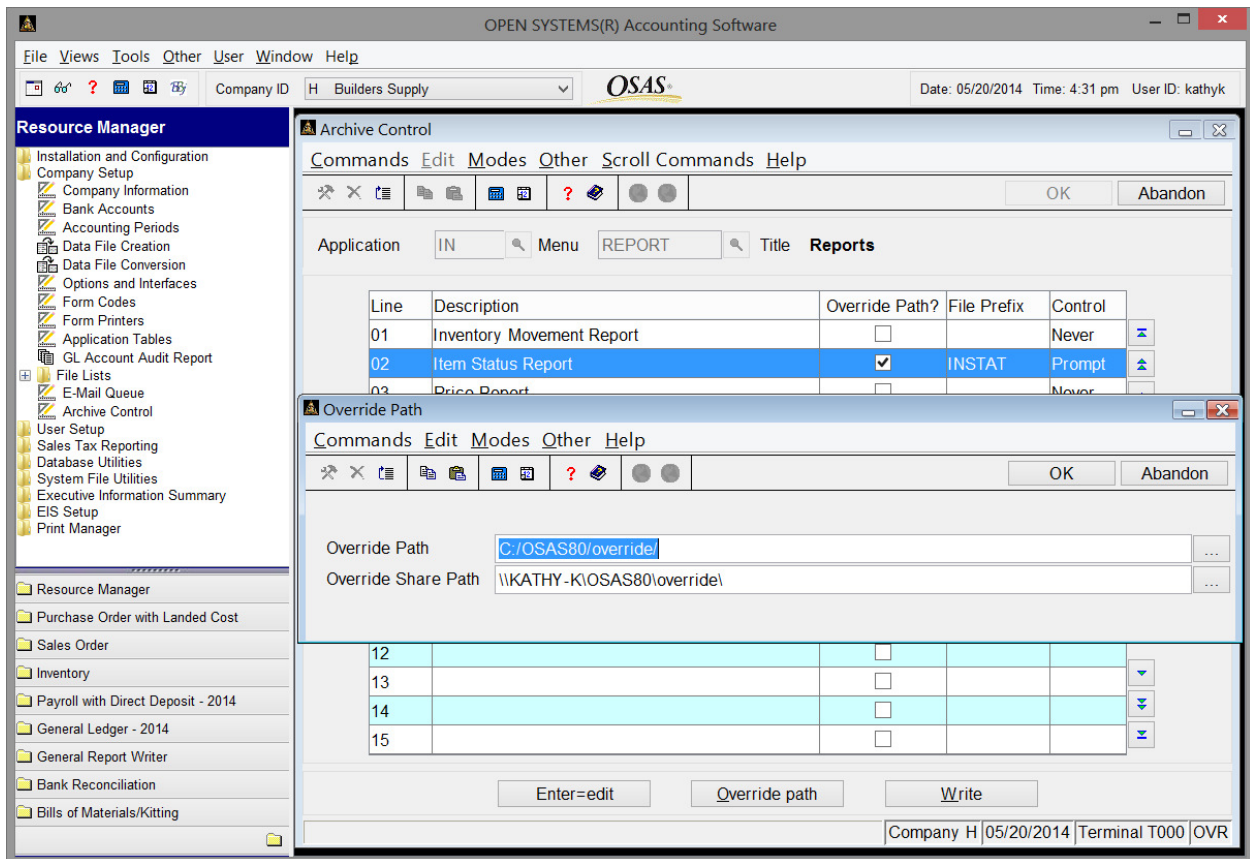 OPEN SYSTEMS(R) Accounting Software
File Views Tools Other User Window Help
Company ID H Builders Supply OSAS Date: 05/20/2014 Time: 4:31 pm User ID: kathyk
Resource Manager
Installation and Configuration
Company Setup
Company Information
Bank Accounts
Accounting Periods
Data File Creation
Data File Conversion
Options and Interfaces
Form Codes
Form Printers
Application Tables
GL Account Audit Report
File Lists
E-Mail Queue
Archive Control
User Setup
Sales Tax Reporting
Database Utilities
System File Utilities
Executive Information Summary
EIS Setup
Print Manager
Resource Manager
Purchase Order with Landed Cost
Sales Order
Inventory
Payroll with Direct Deposit - 2014
General Ledger - 2014
General Report Writer
Bank Reconciliation
Bills of Materials/Kitting
Archive Control
Commands Edit Modes Other Scroll Commands Help
OK Abandon
Application IN Menu REPORT Title Reports
Line Description Override Path? File Prefix Control
01 Inventory Movement Report Never
02 Item Status Report INSTAT Prompt
03 Price Report Never
Override Path
Commands Edit Modes Other Help
OK Abandon
Override Path C:/OSAS80/override/ ...
Override Share Path \\KATHY-K\OSAS80\override\ ...
12
13
14
15
Enter=edit Override path Write
Company H 05/20/2014 Terminal T000 OVR